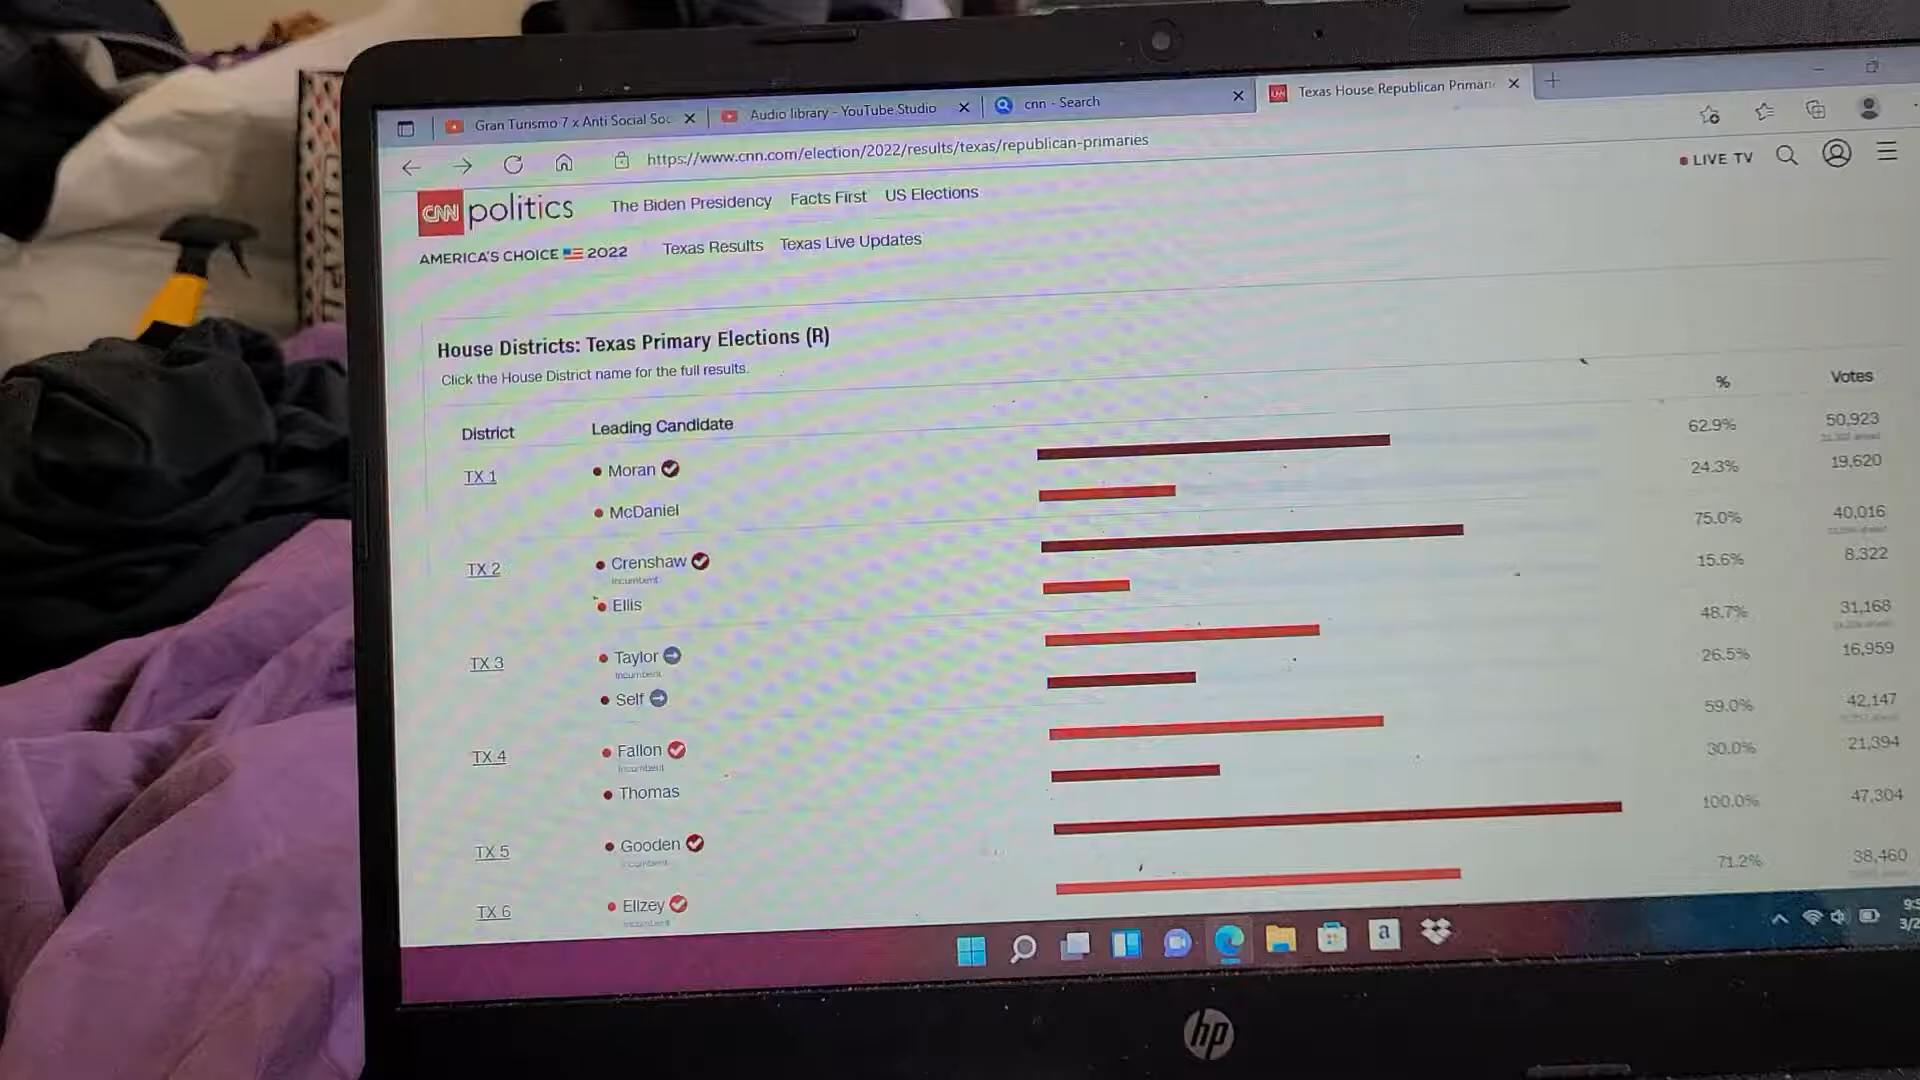 Gran Turismo 7 x Anti Social Soc
Audio library - YouTube Studio
cnn - Search
Texas House Republican Primari
https://www.cnn.com/election/2022/results/texas/republican-primaries
CNN politics The Biden Presidency Facts First US Elections
LIVE TV
AMERICA'S CHOICE 2022 Texas Results Texas Live Updates
House Districts: Texas Primary Elections (R)
Click the House District name for the full results.
District Leading Candidate % Votes
TX 1 Moran 62.9% 50,923
McDaniel 24.3% 19,620
TX 2 Crenshaw 75.0% 40,016
Incumbent
Ellis 15.6% 8,322
TX 3 Taylor 48.7% 31,168
Incumbent
Self 26.5% 16,959
TX 4 Fallon 59.0% 42,147
Incumbent
Thomas 30.0% 21,394
TX 5 Gooden 100.0% 47,304
Incumbent
TX 6 Ellzey 71.2% 38,460
Incumbent
a
hp